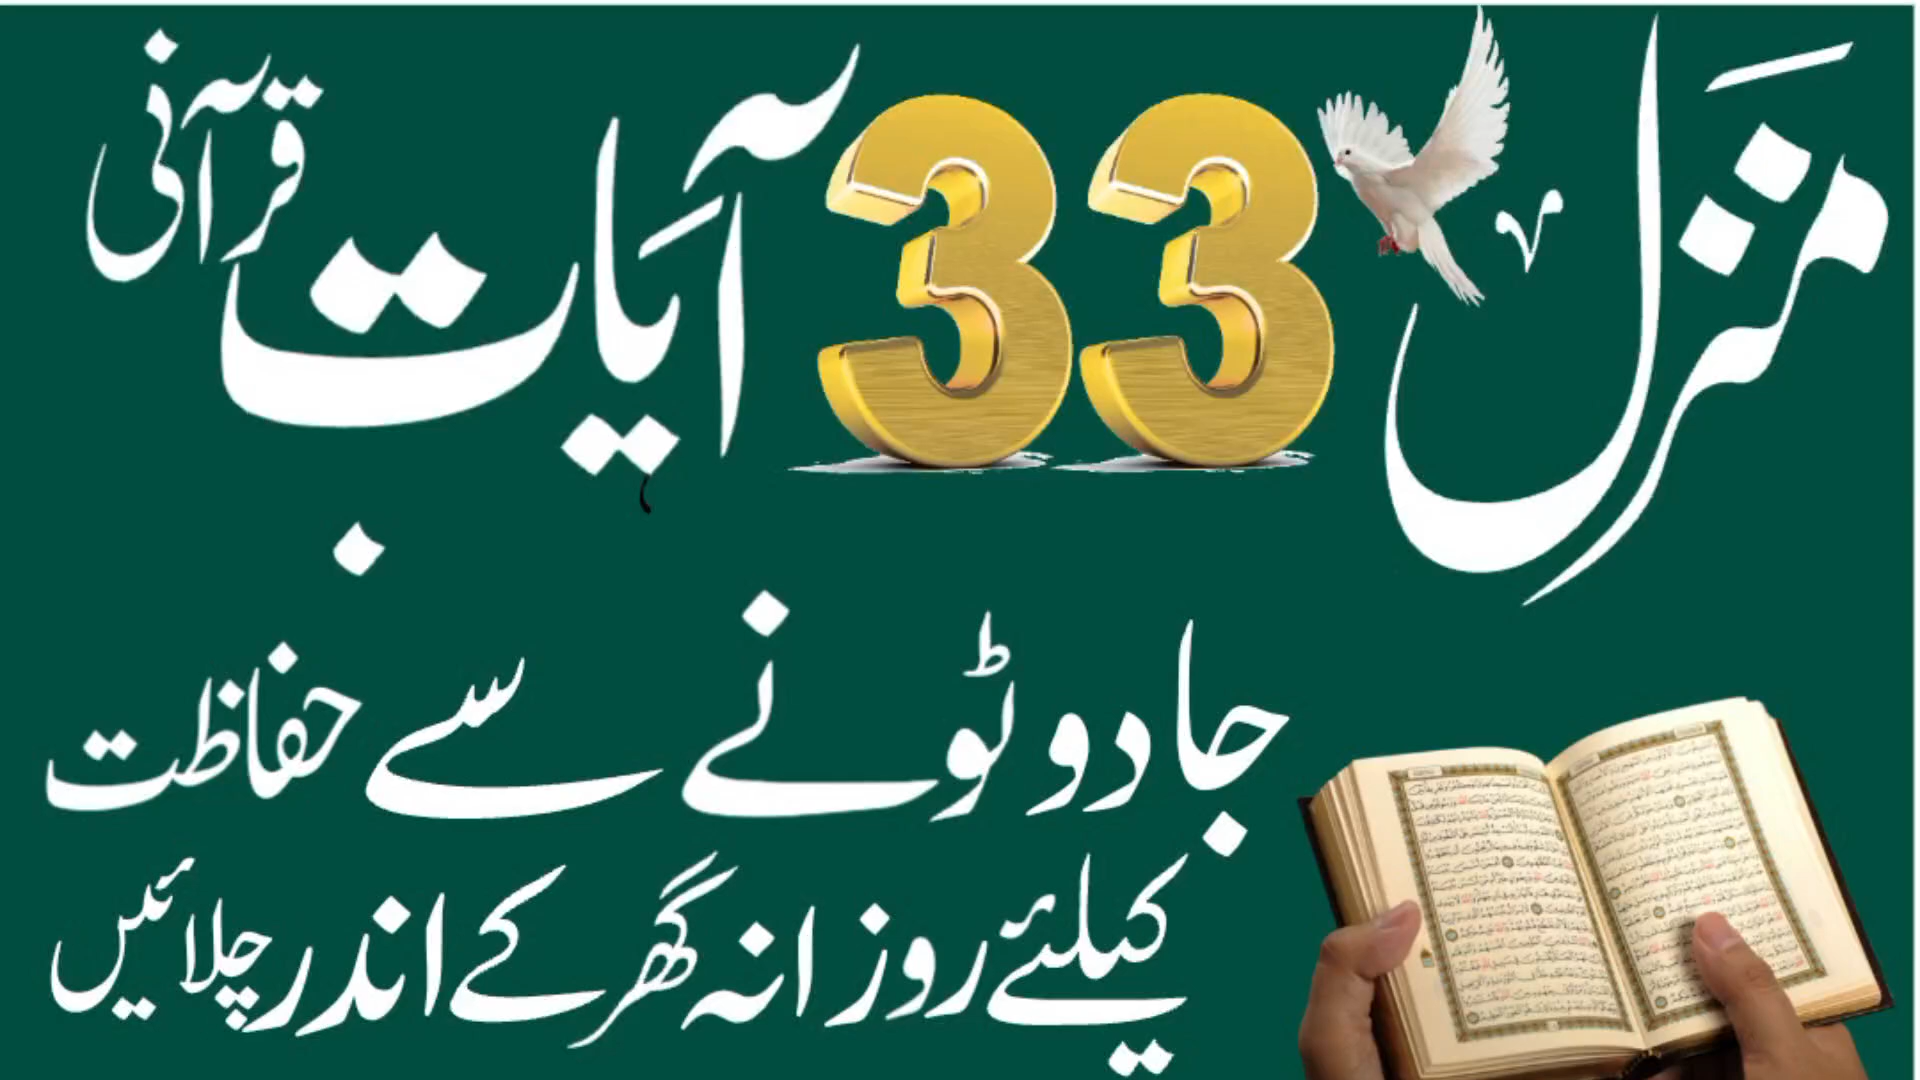 منزل 33 آیات قرآنی
جادو ٹونے سے حفاظت
کیلئے روزانہ گھر کے اندر چلائیں